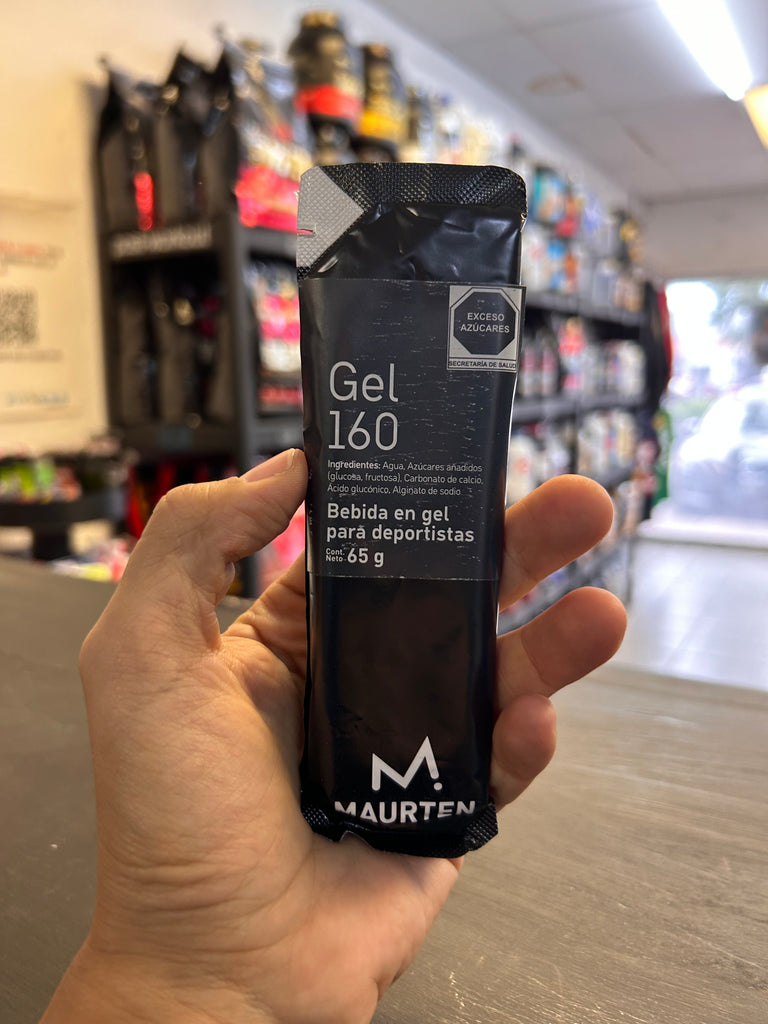 EXCESO
AZÚCARES
SECRETARÍA DE SALUD
Gel
160
Ingredientes: Agua, Azúcares añadidos
(glucosa, fructosa), Carbonato de calcio,
Ácido glucónico, Alginato de sodio
Bebida en gel
para deportistas
Cont.
Neto 65 g
MAURTEN